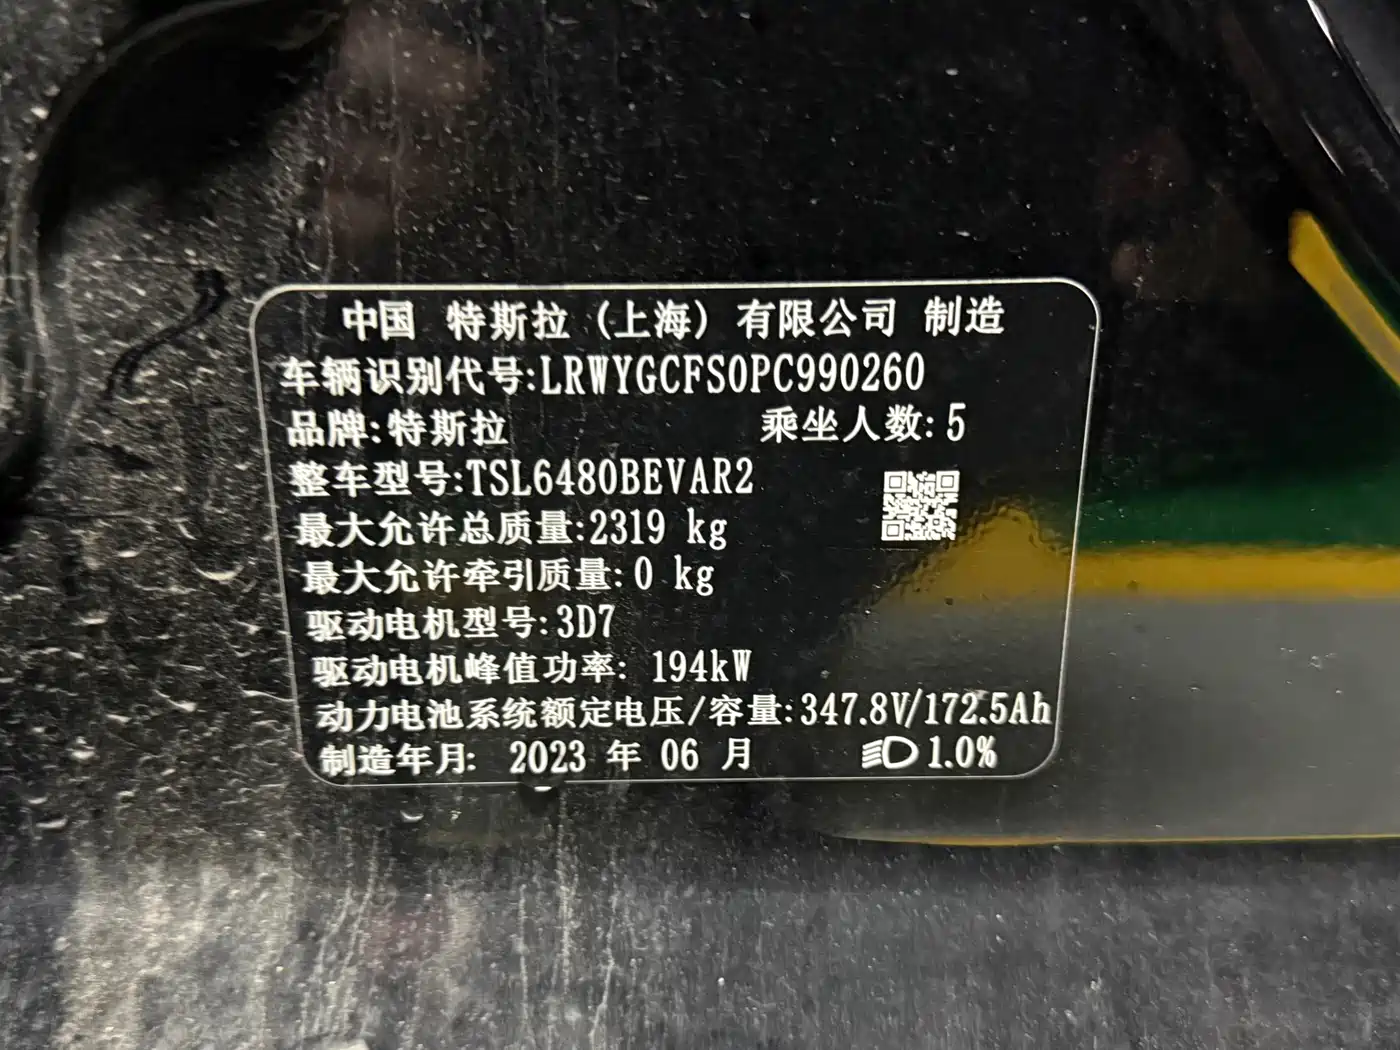 中国 特斯拉 (上海) 有限公司 制造
车辆识别代号:LRWYGCFS0PC990260
品牌:特斯拉 乘坐人数:5
整车型号:TSL6480BEVAR2
最大允许总质量:2319 kg
最大允许牵引质量:0 kg
驱动电机型号:3D7
驱动电机峰值功率: 194kW
动力电池系统额定电压/容量:347.8V/172.5Ah
制造年月: 2023 年 06 月 1.0%